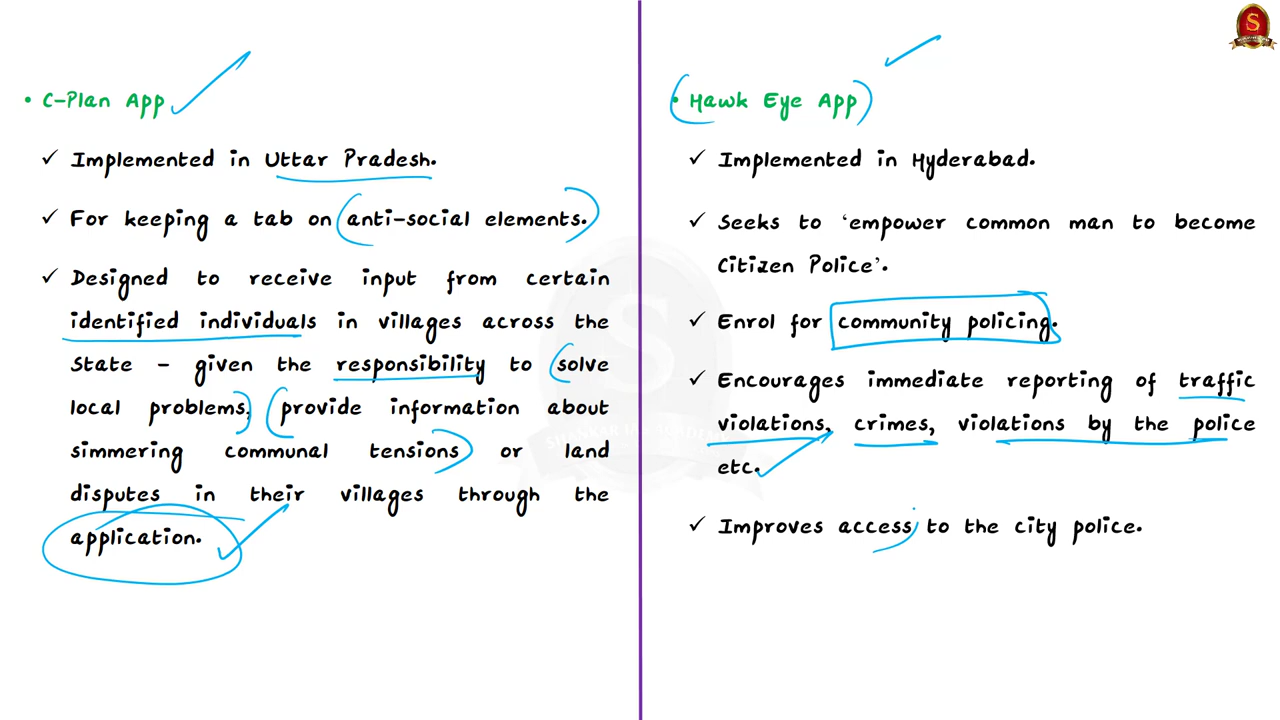 • C-Plan App
✓ Implemented in Uttar Pradesh.
✓ For keeping a tab on anti-social elements.
✓ Designed to receive input from certain
identified individuals in villages across the
State – given the responsibility to solve
local problems, provide information about
simmering communal tensions or land
disputes in their villages through the
application.
• Hawk Eye App
✓ Implemented in Hyderabad.
✓ Seeks to ‘empower common man to become
Citizen Police’.
✓ Enrol for community policing.
✓ Encourages immediate reporting of traffic
violations, crimes, violations by the police
etc.
✓ Improves access to the city police.
S
SHANKAR IAS ACADEMY
S